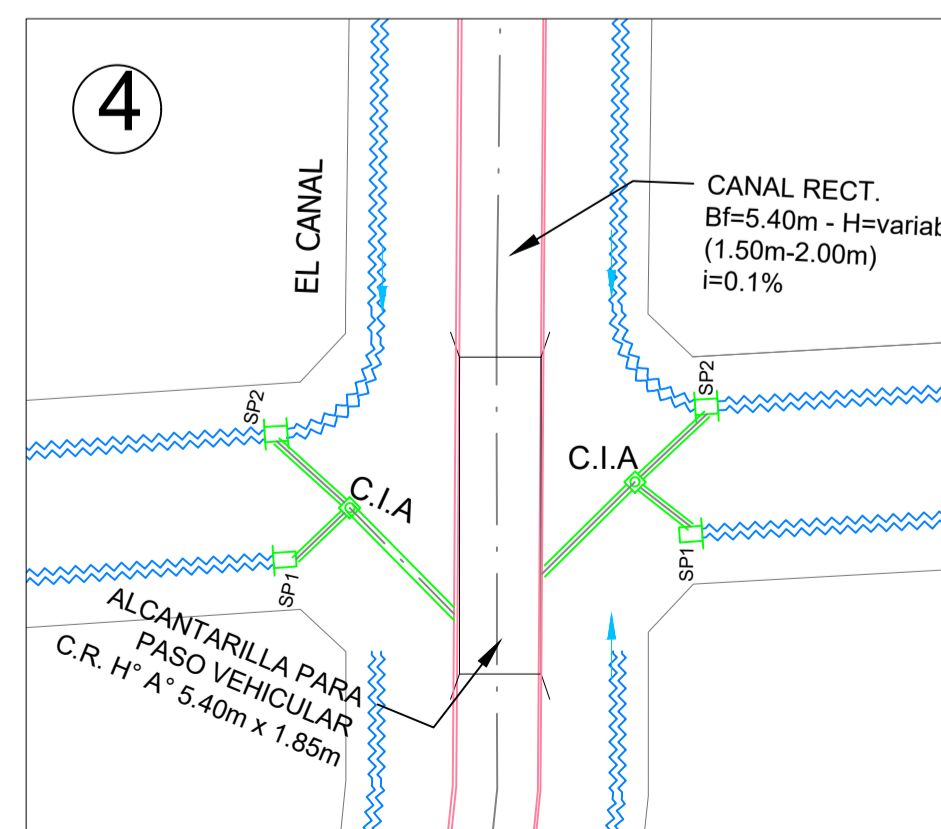 4
EL CANAL
CANAL RECT.
Bf=5.40m - H=variab
(1.50m-2.00m)
i=0.1%
SP2
SP2
C.I.A
C.I.A
SP1
SP1
ALCANTARILLA PARA
PASO VEHICULAR
C.R. H° A° 5.40m x 1.85m